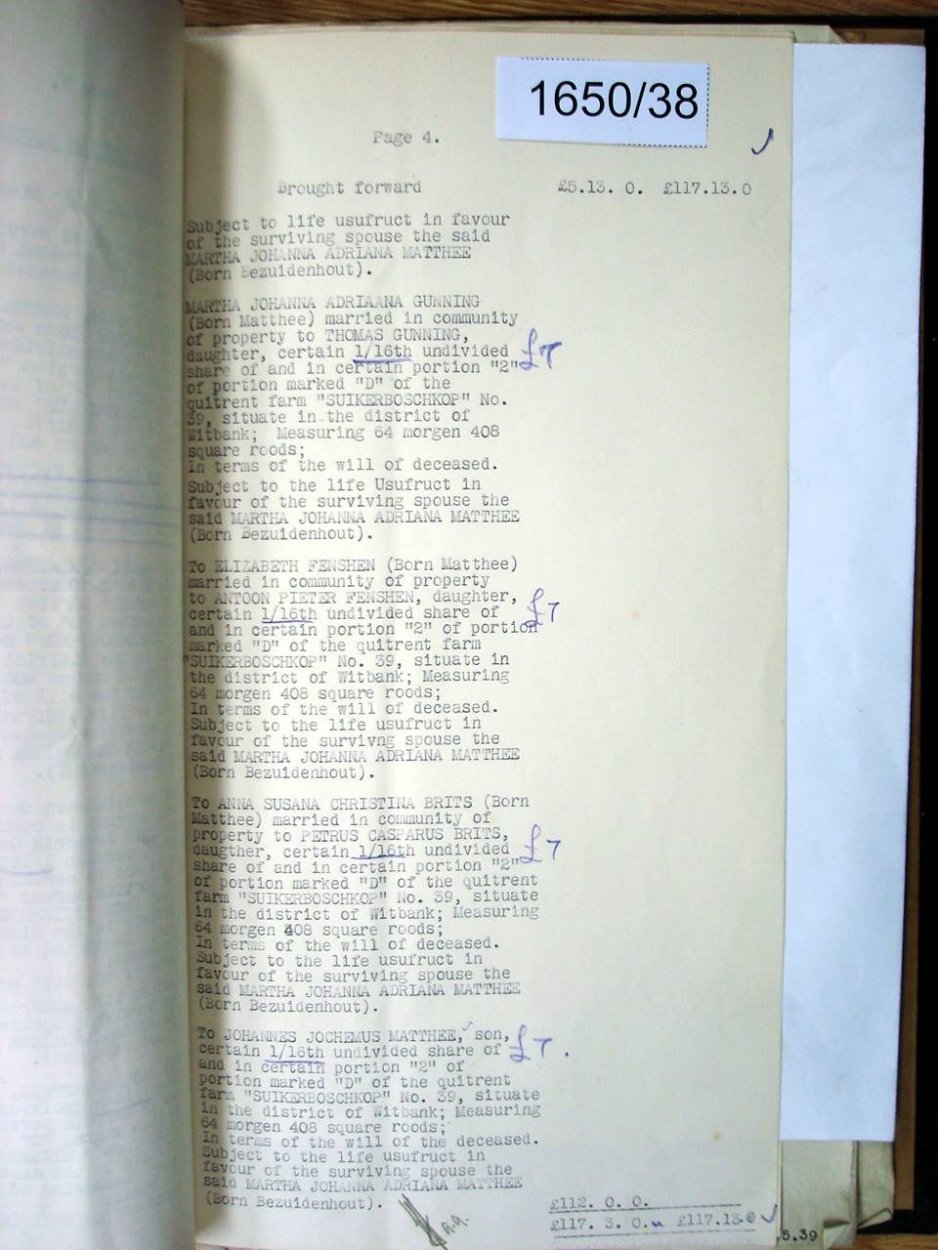 1650/38
Page 4.
Brought forward £5.13. 0. £117.13.0
Subject to life usufruct in favour
of the surviving spouse the said
MARTHA JOHANNA ADRIANA MATTHEE
(Born Bezuidenhout).
MARTHA JOHANNA ADRIAANA GUNNING
(Born Matthee) married in community
of property to THOMAS GUNNING,
daughter, certain 1/16th undivided £7
share of and in certain portion "2"
of portion marked "D" of the
quitrent farm "SUIKERBOSCHKOP" No.
39, situate in the district of
Witbank; Measuring 64 morgen 408
square roods;
In terms of the will of deceased.
Subject to the life Usufruct in
favour of the surviving spouse the
said MARTHA JOHANNA ADRIANA MATTHEE
(Born Bezuidenhout).
To ELIZABETH FENSHEN (Born Matthee)
married in community of property
to ANTOON PIETER FENSHEN, daughter,
certain 1/16th undivided share of £7
and in certain portion "2" of portion
marked "D" of the quitrent farm
"SUIKERBOSCHKOP" No. 39, situate in
the district of Witbank; Measuring
64 morgen 408 square roods;
In terms of the will of deceased.
Subject to the life usufruct in
favour of the survivng spouse the
said MARTHA JOHANNA ADRIANA MATTHEE
(Born Bezuidenhout).
To ANNA SUSANA CHRISTINA BRITS (Born
Matthee) married in community of
property to PETRUS CASPARUS BRITS,
daugther, certain 1/16th undivided £7
share of and in certain portion "2"
of portion marked "D" of the quitrent
farm "SUIKERBOSCHKOP" No. 39, situate
in the district of Witbank; Measuring
64 morgen 408 square roods;
In terms of the will of deceased.
Subject to the life usufruct in
favour of the surviving spouse the
said MARTHA JOHANNA ADRIANA MATTHEE
(Born Bezuidenhout).
To JOHANNES JOCHEMUS MATTHEE, son,
certain 1/16th undivided share of £7.
and in certain portion "2" of
portion marked "D" of the quitrent
farm "SUIKERBOSCHKOP" No. 39, situate
in the district of Witbank; Measuring
64 morgen 408 square roods;
In terms of the will of the deceased.
Subject to the life usufruct in
favour of the surviving spouse the
said MARTHA JOHANNA ADRIANA MATTHEE
(Born Bezuidenhout).
£112. 0. 0.
£117. 3. 0. £117.13.0
5.39